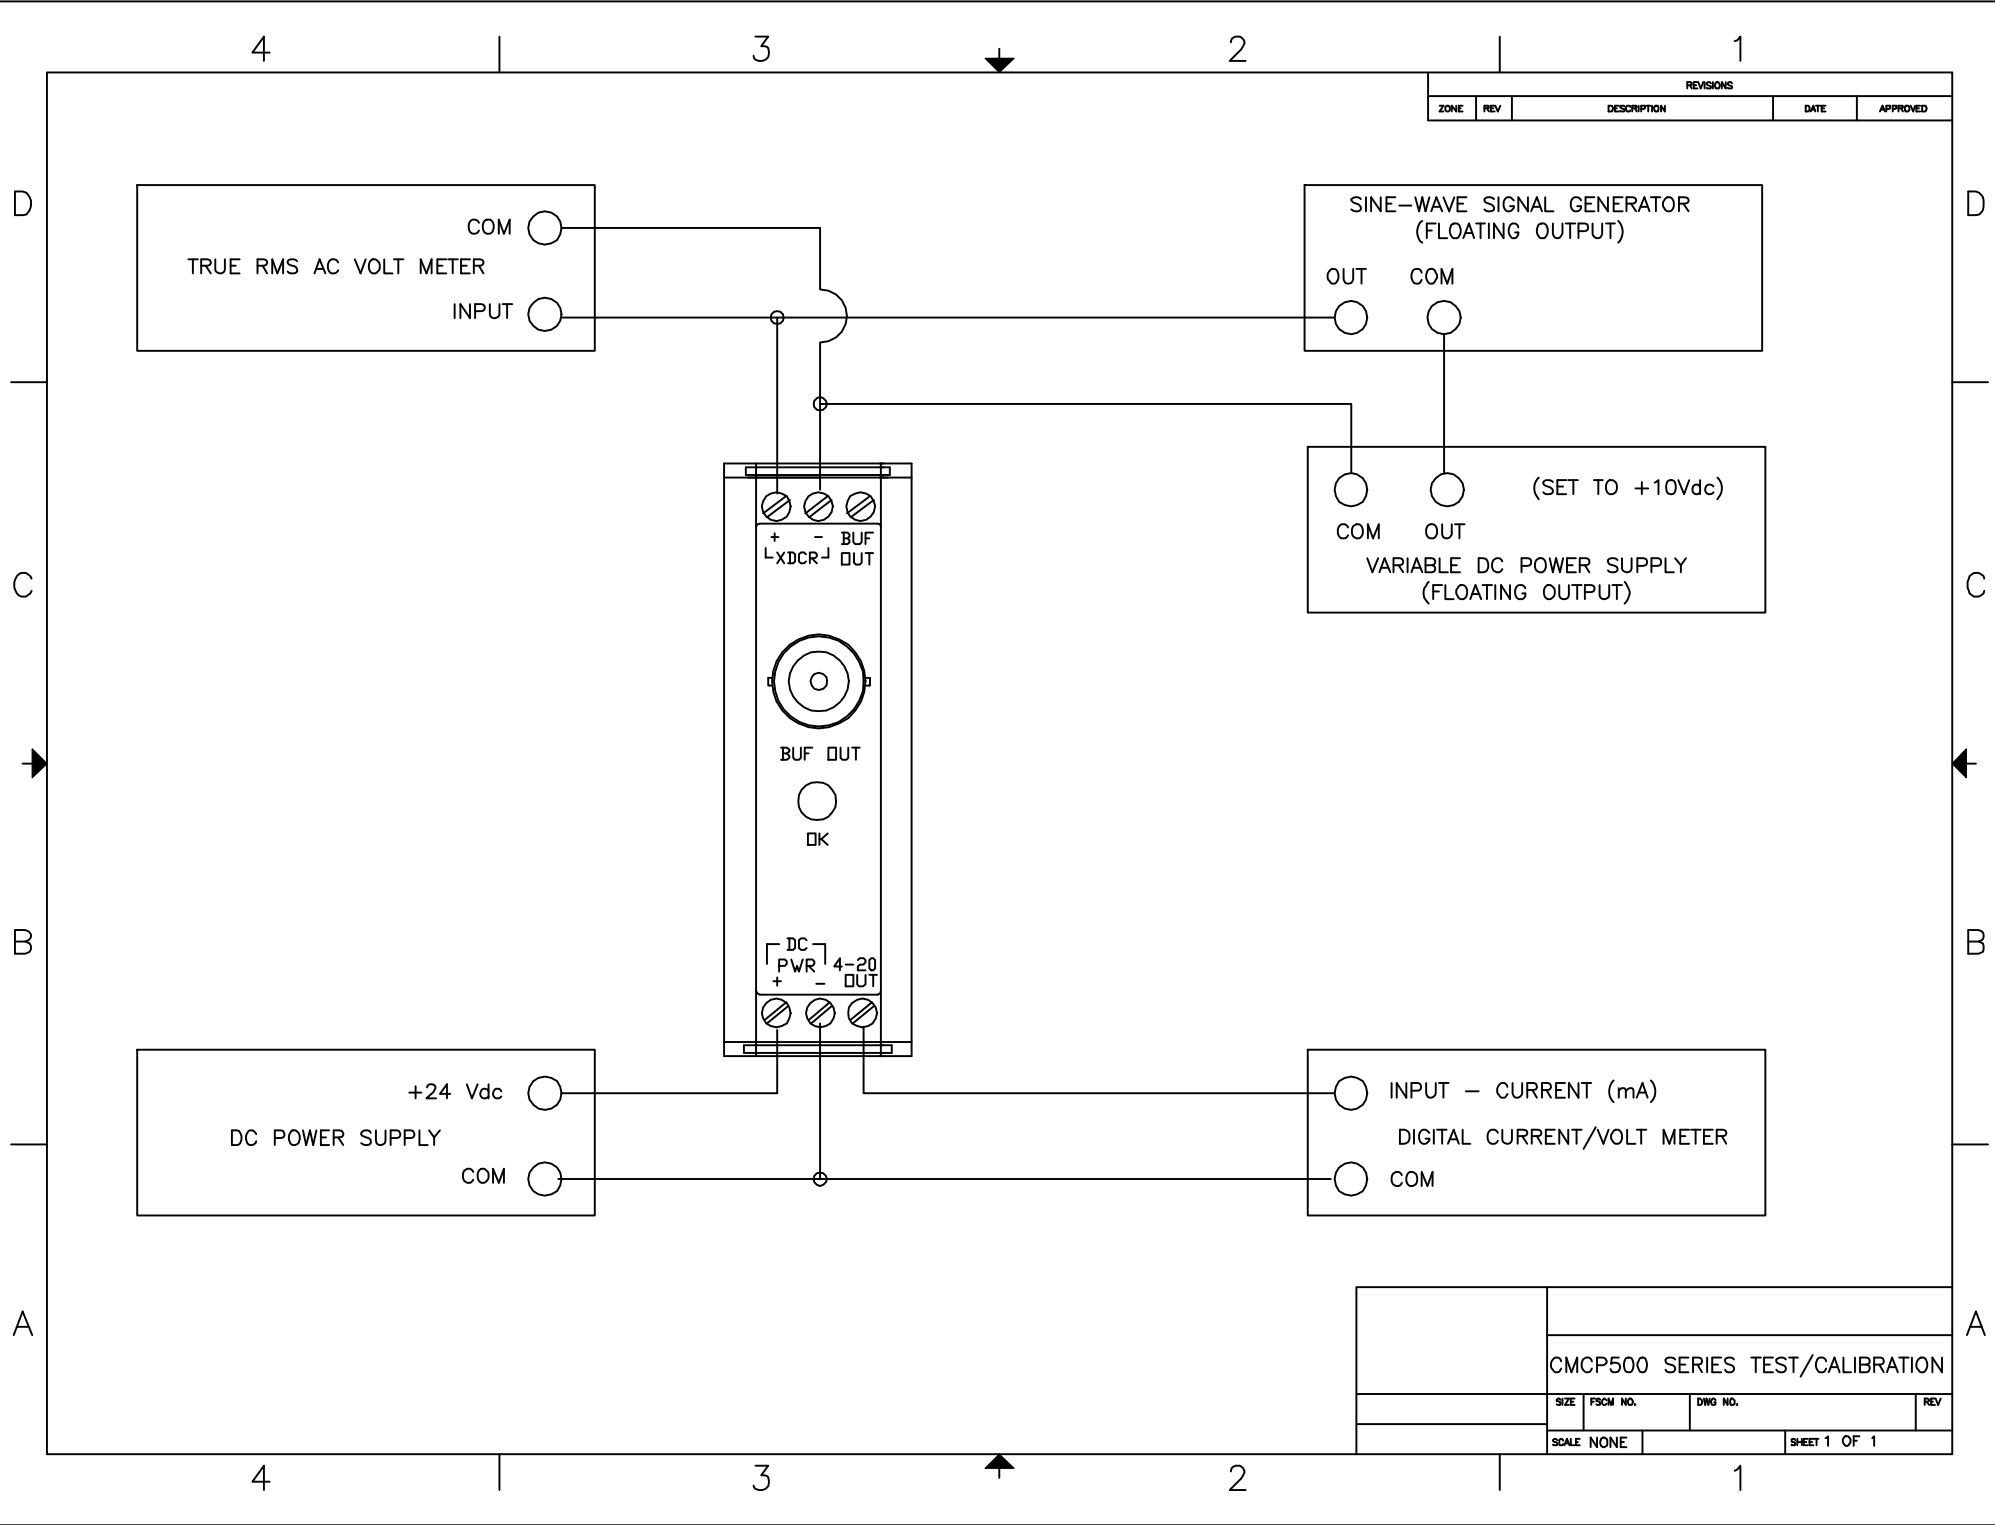 4 3 2 1
REVISIONS
ZONE REV DESCRIPTION DATE APPROVED
D D
COM
TRUE RMS AC VOLT METER
INPUT
SINE-WAVE SIGNAL GENERATOR
(FLOATING OUTPUT)
OUT COM
(SET TO +10Vdc)
COM OUT
VARIABLE DC POWER SUPPLY
(FLOATING OUTPUT)
+ - BUF
XDCR OUT
C C
BUF OUT
OK
B B
DC
PWR 4-20
+ - OUT
+24 Vdc
DC POWER SUPPLY
COM
INPUT - CURRENT (mA)
DIGITAL CURRENT/VOLT METER
COM
A A
CMCP500 SERIES TEST/CALIBRATION
SIZE FSCM NO. DWG NO. REV
SCALE NONE SHEET 1 OF 1
4 3 2 1